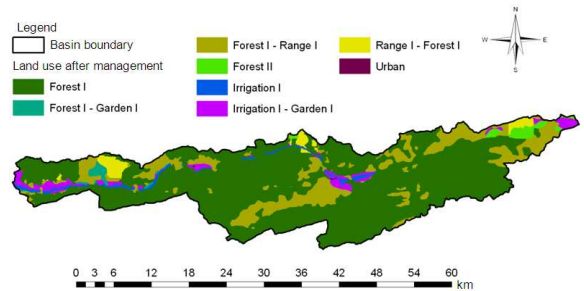 Legend
Basin boundary
Land use after management
Forest I
Forest I - Garden I
Forest I - Range I
Forest II
Irrigation I
Irrigation I - Garden I
Range I - Forest I
Urban
N
W E
S
0 3 6 12 18 24 30 36 42 48 54 60
km